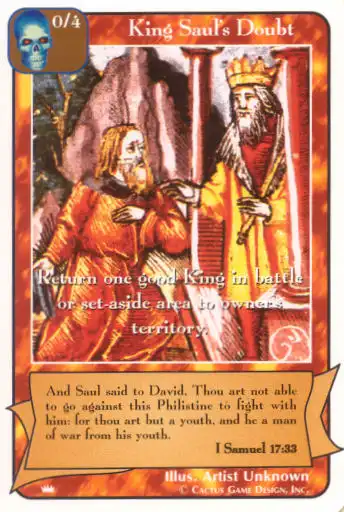 0/4
King Saul's Doubt
Return one good King in battle
or set-aside area to owner's
territory.
And Saul said to David, Thou art not able
to go against this Philistine to fight with
him: for thou art but a youth, and he a man
of war from his youth.
I Samuel 17:33
Illus. Artist Unknown
© Cactus Game Design, Inc.